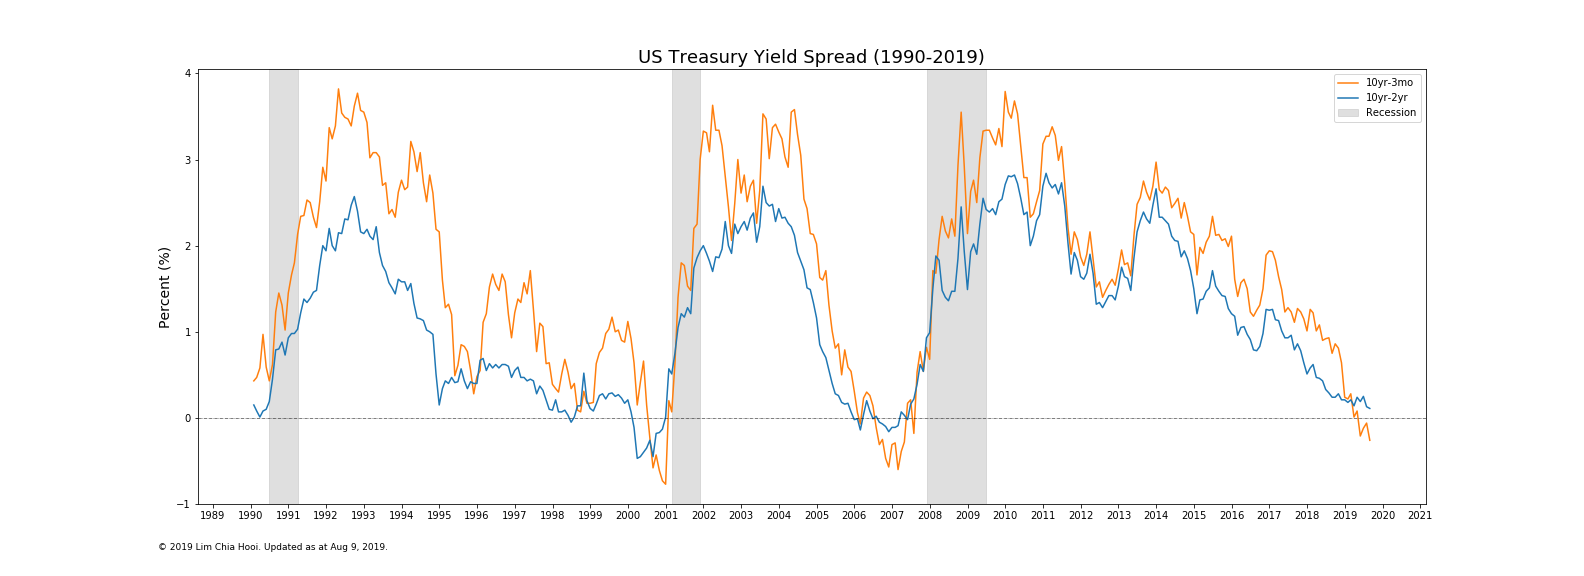 US Treasury Yield Spread (1990-2019)
Percent (%)
4
3
2
1
0
−1
10yr-3mo
10yr-2yr
Recession
1989 1990 1991 1992 1993 1994 1995 1996 1997 1998 1999 2000 2001 2002 2003 2004 2005 2006 2007 2008 2009 2010 2011 2012 2013 2014 2015 2016 2017 2018 2019 2020 2021
© 2019 Lim Chia Hooi. Updated as at Aug 9, 2019.